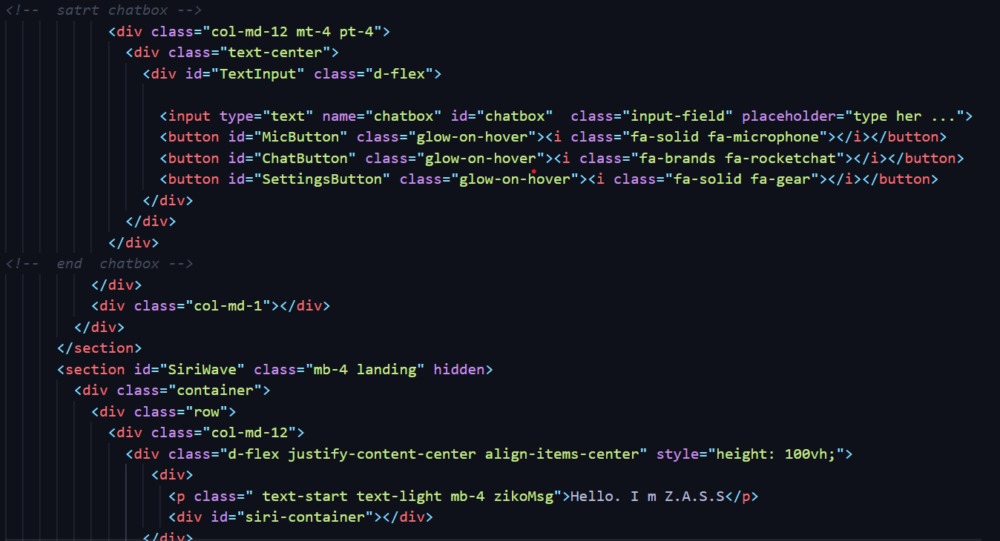 <!--  satrt chatbox -->
<div class="col-md-12 mt-4 pt-4">
<div class="text-center">
<div id="TextInput" class="d-flex">
<input type="text" name="chatbox" id="chatbox"  class="input-field" placeholder="type her ...">
<button id="MicButton" class="glow-on-hover"><i class="fa-solid fa-microphone"></i></button>
<button id="ChatButton" class="glow-on-hover"><i class="fa-brands fa-rocketchat"></i></button>
<button id="SettingsButton" class="glow-on-hover"><i class="fa-solid fa-gear"></i></button>
</div>
</div>
</div>
<!--  end  chatbox -->
</div>
<div class="col-md-1"></div>
</div>
</section>
<section id="SiriWave" class="mb-4 landing" hidden>
<div class="container">
<div class="row">
<div class="col-md-12">
<div class="d-flex justify-content-center align-items-center" style="height: 100vh;">
<div>
<p class=" text-start text-light mb-4 zikoMsg">Hello. I m Z.A.S.S</p>
<div id="siri-container"></div>
</div>